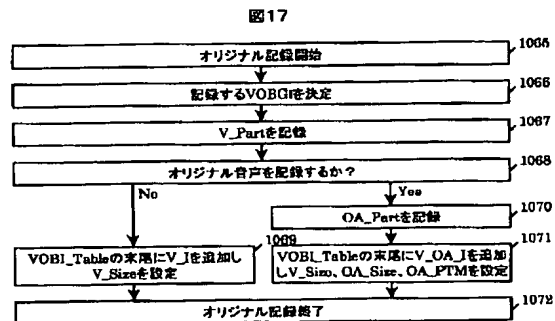 図17
オリジナル記録開始 1065
記録するVOBGIを決定 1066
V_Partを記録 1067
オリジナル音声を記録するか？ 1068
No Yes
OA_Partを記録 1070
VOBI_Tableの末尾にV_Iを追加し
V_Sizeを設定 1069
VOBI_Tableの末尾にV_OA_Iを追加
しV_Size、OA_Size、OA_PTMを設定 1071
オリジナル記録終了 1072